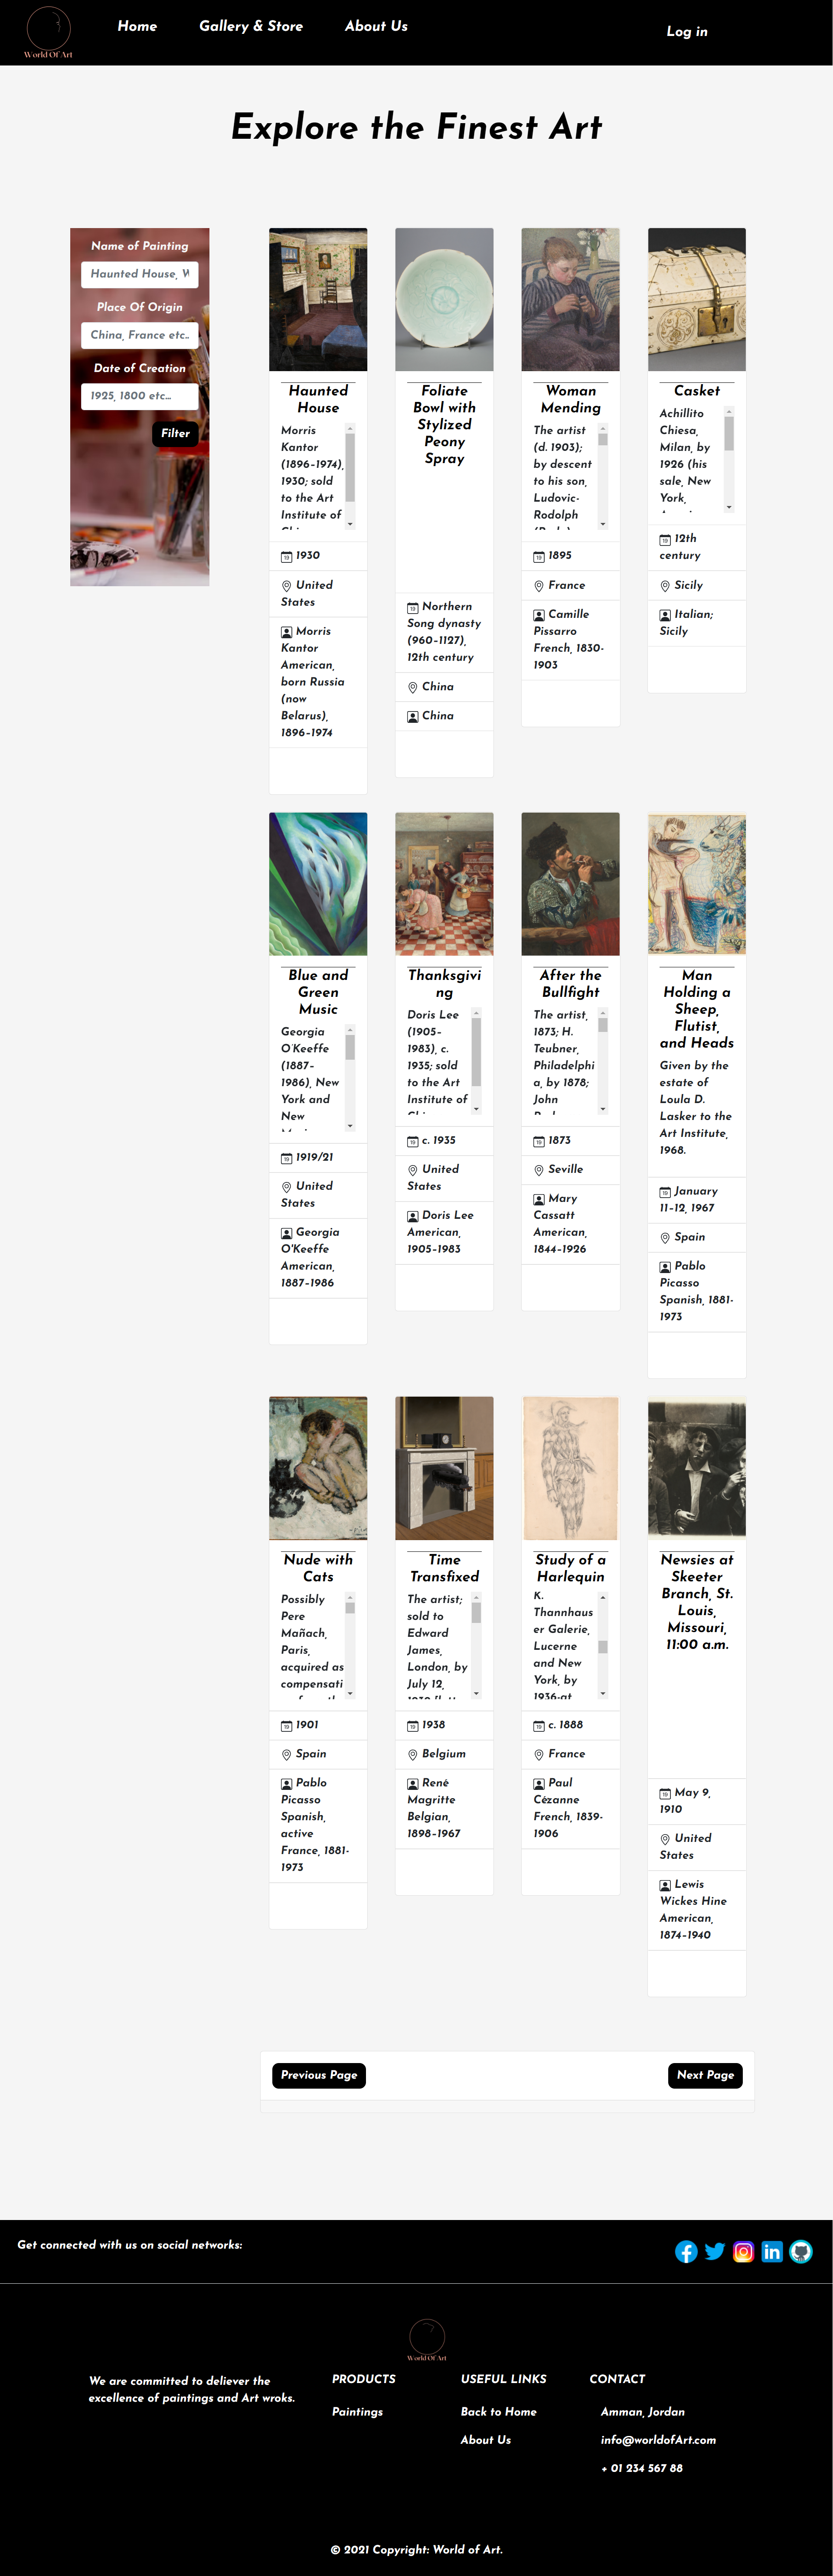 World Of Art
Home
Gallery & Store
About Us
Log in
Explore the Finest Art
Name of Painting
Haunted House, W
Place Of Origin
China, France etc..
Date of Creation
1925, 1800 etc...
Filter
Haunted
House
Morris
Kantor
(1896–1974),
1930; sold
to the Art
Institute of
1930
United
States
Morris
Kantor
American,
born Russia
(now
Belarus),
1896–1974
Foliate
Bowl with
Stylized
Peony
Spray
Northern
Song dynasty
(960–1127),
12th century
China
China
Woman
Mending
The artist
(d. 1903);
by descent
to his son,
Ludovic-
Rodolph
1895
France
Camille
Pissarro
French, 1830-
1903
Casket
Achillito
Chiesa,
Milan, by
1926 (his
sale, New
York,
12th
century
Sicily
Italian;
Sicily
Blue and
Green
Music
Georgia
O'Keeffe
(1887–
1986), New
York and
New
1919/21
United
States
Georgia
O'Keeffe
American,
1887–1986
Thanksgivi
ng
Doris Lee
(1905–
1983), c.
1935; sold
to the Art
Institute of
c. 1935
United
States
Doris Lee
American,
1905–1983
After the
Bullfight
The artist,
1873; H.
Teubner,
Philadelphi
a, by 1878;
John
1873
Seville
Mary
Cassatt
American,
1844–1926
Man
Holding a
Sheep,
Flutist,
and Heads
Given by the
estate of
Loula D.
Lasker to the
Art Institute,
1968.
January
11–12, 1967
Spain
Pablo
Picasso
Spanish, 1881-
1973
Nude with
Cats
Possibly
Pere
Mañach,
Paris,
acquired as
compensati
1901
Spain
Pablo
Picasso
Spanish,
active
France, 1881-
1973
Time
Transfixed
The artist;
sold to
Edward
James,
London, by
July 12,
1938
Belgium
René
Magritte
Belgian,
1898–1967
Study of a
Harlequin
K.
Thannhaus
er Galerie,
Lucerne
and New
York, by
1936-at
c. 1888
France
Paul
Cézanne
French, 1839-
1906
Newsies at
Skeeter
Branch, St.
Louis,
Missouri,
11:00 a.m.
May 9,
1910
United
States
Lewis
Wickes Hine
American,
1874–1940
Previous Page
Next Page
Get connected with us on social networks:
World Of Art
We are committed to deliever the
excellence of paintings and Art wroks.
PRODUCTS
Paintings
USEFUL LINKS
Back to Home
About Us
CONTACT
Amman, Jordan
info@worldofArt.com
+ 01 234 567 88
© 2021 Copyright: World of Art.